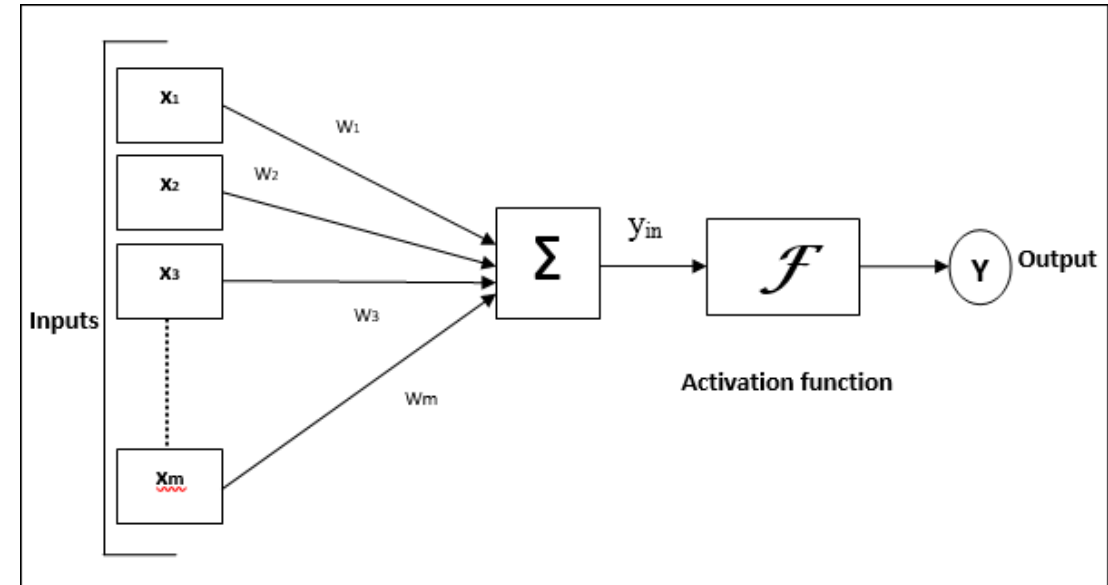 x1
w1
x2
w2
x3
w3
Inputs
Σ
yin
ℱ
Y
Output
Activation function
wm
xm